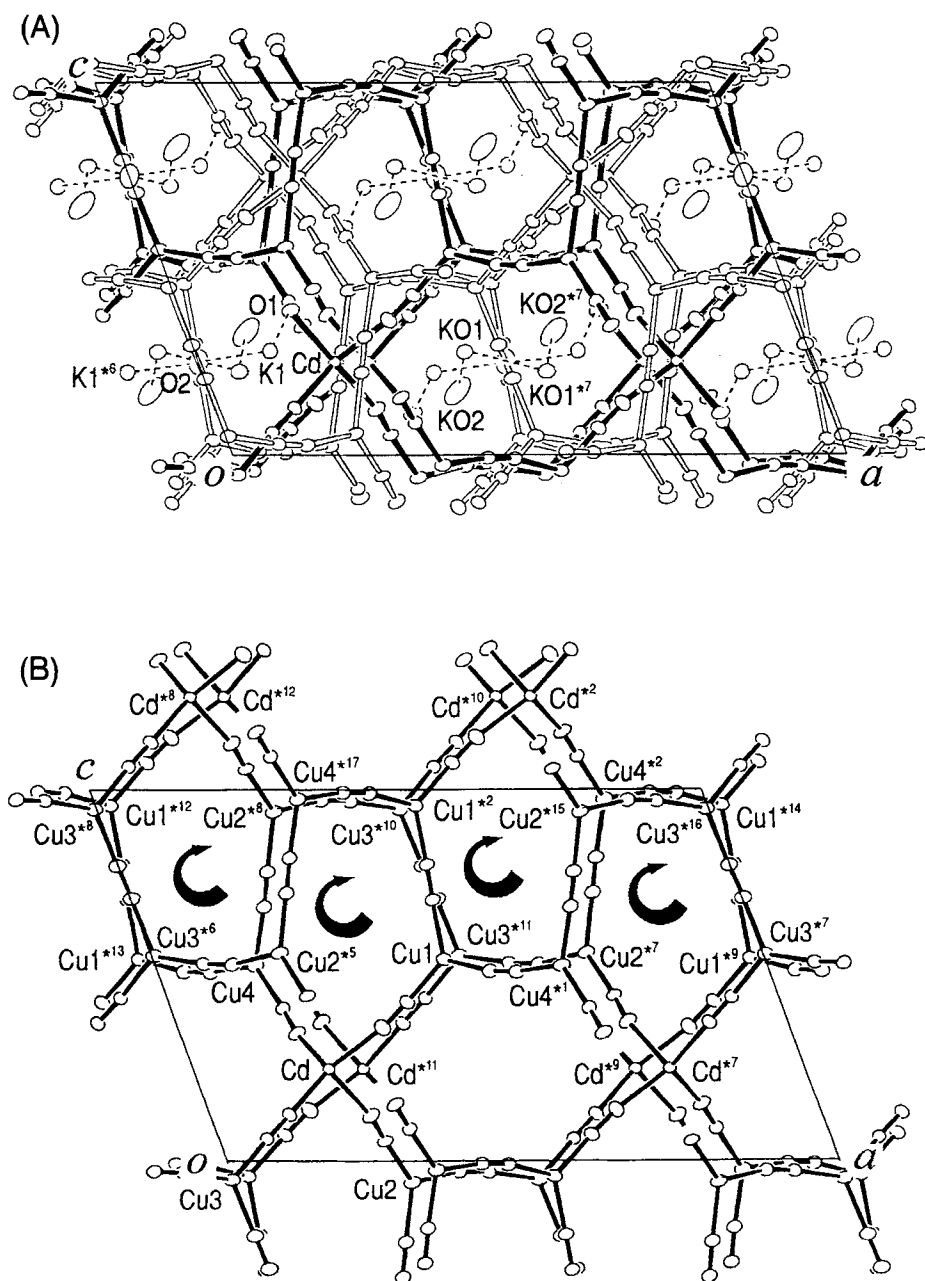 (A)
c
O1
KO1
KO2*7
K1*6
O2
K1
Cd
KO2
KO1*7
o
a
(B)
Cd*8
Cd*12
Cd*10
Cd*2
c
Cu4*17
Cu4*2
Cu3*8
Cu1*12
Cu2*8
Cu3*10
Cu1*2
Cu2*15
Cu3*16
Cu1*14
Cu1*13
Cu3*6
Cu4
Cu2*5
Cu1
Cu3*11
Cu4*1
Cu2*7
Cu1*9
Cu3*7
Cd
Cd*11
Cd*9
Cd*7
o
a
Cu3
Cu2